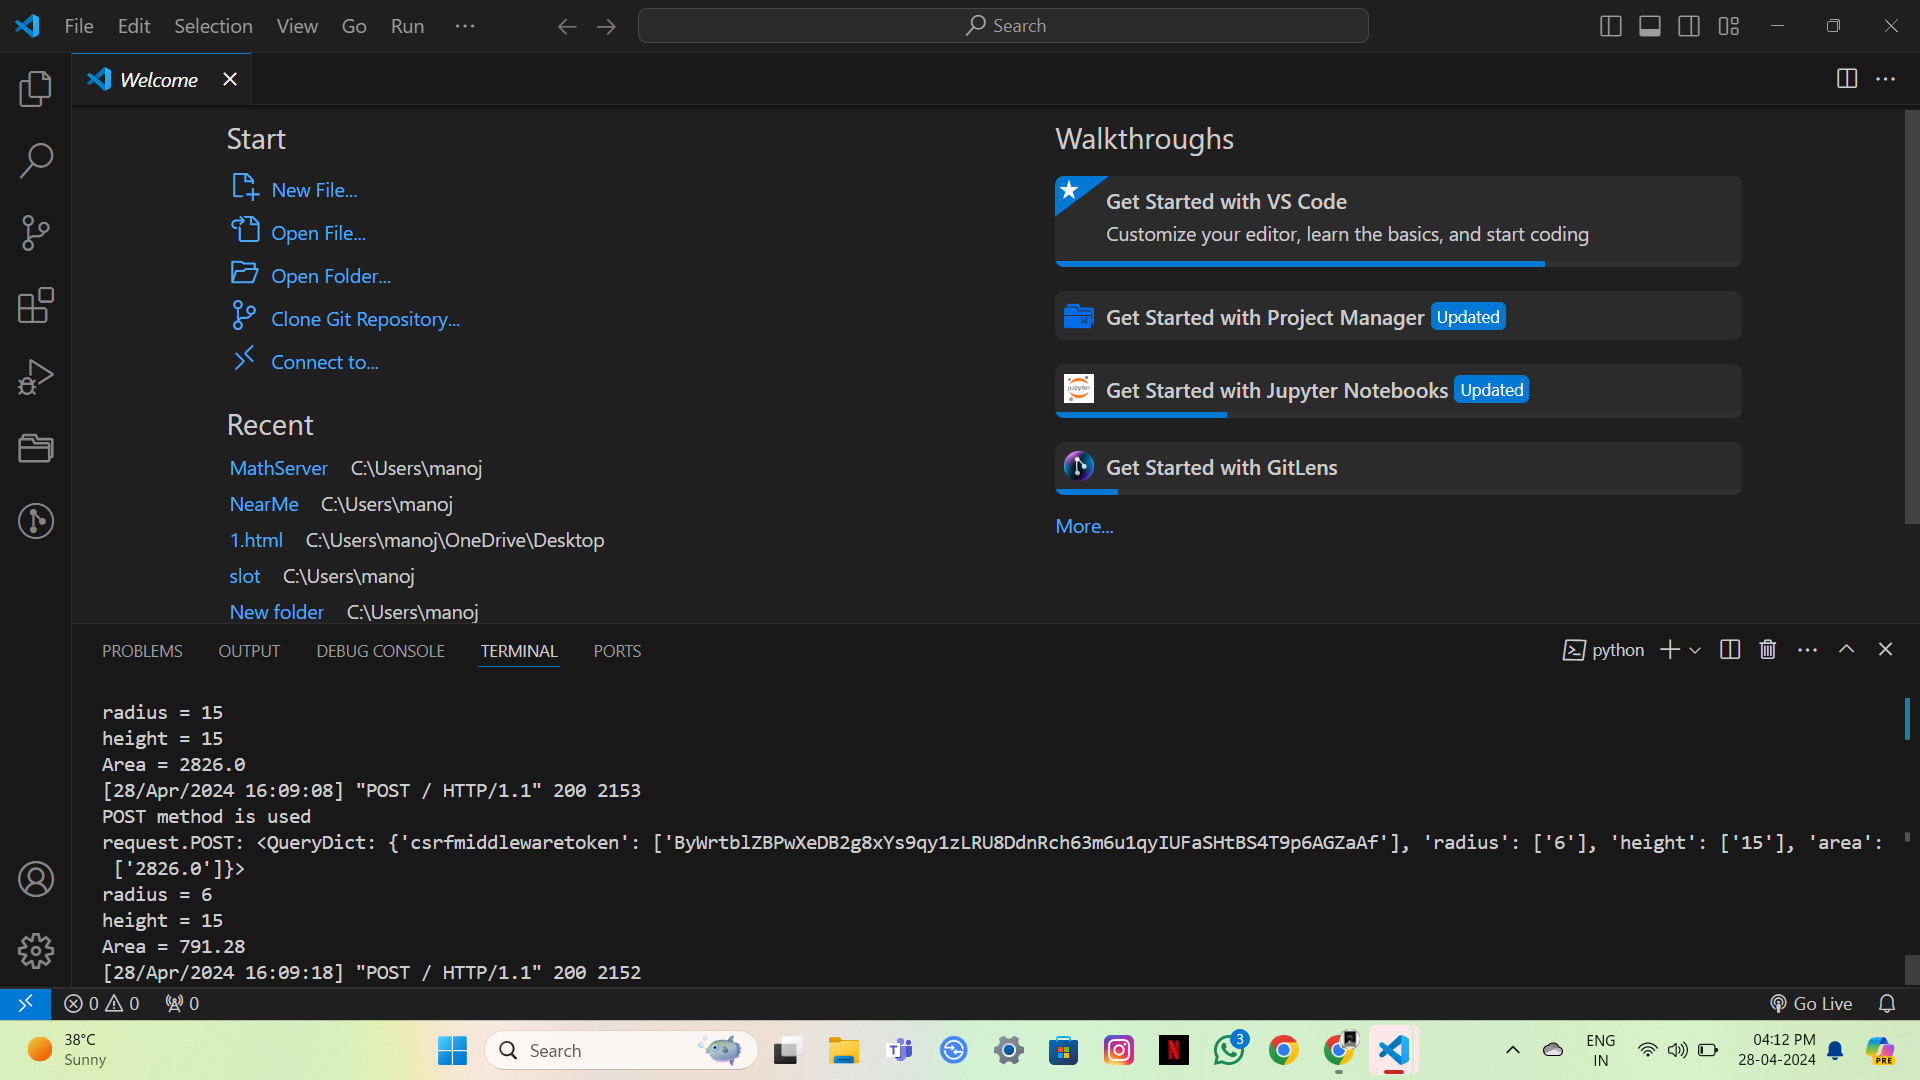 File Edit Selection View Go Run ··· Search
Welcome
Start
New File...
Open File...
Open Folder...
Clone Git Repository...
Connect to...
Recent
MathServer C:\Users\manoj
NearMe C:\Users\manoj
1.html C:\Users\manoj\OneDrive\Desktop
slot C:\Users\manoj
New folder C:\Users\manoj
Walkthroughs
Get Started with VS Code
Customize your editor, learn the basics, and start coding
Get Started with Project Manager Updated
jupyter
Get Started with Jupyter Notebooks Updated
Get Started with GitLens
More...
PROBLEMS OUTPUT DEBUG CONSOLE TERMINAL PORTS python
radius = 15
height = 15
Area = 2826.0
[28/Apr/2024 16:09:08] "POST / HTTP/1.1" 200 2153
POST method is used
request.POST: <QueryDict: {'csrfmiddlewaretoken': ['ByWrtblZBPwXeDB2g8xYs9qy1zLRU8DdnRch63m6u1qyIUFaSHtBS4T9p6AGZaAf'], 'radius': ['6'], 'height': ['15'], 'area':
['2826.0']}>
radius = 6
height = 15
Area = 791.28
[28/Apr/2024 16:09:18] "POST / HTTP/1.1" 200 2152
0 0 0 Go Live
38°C
Sunny
Search
3
ENG
IN
04:12 PM
28-04-2024
PRE